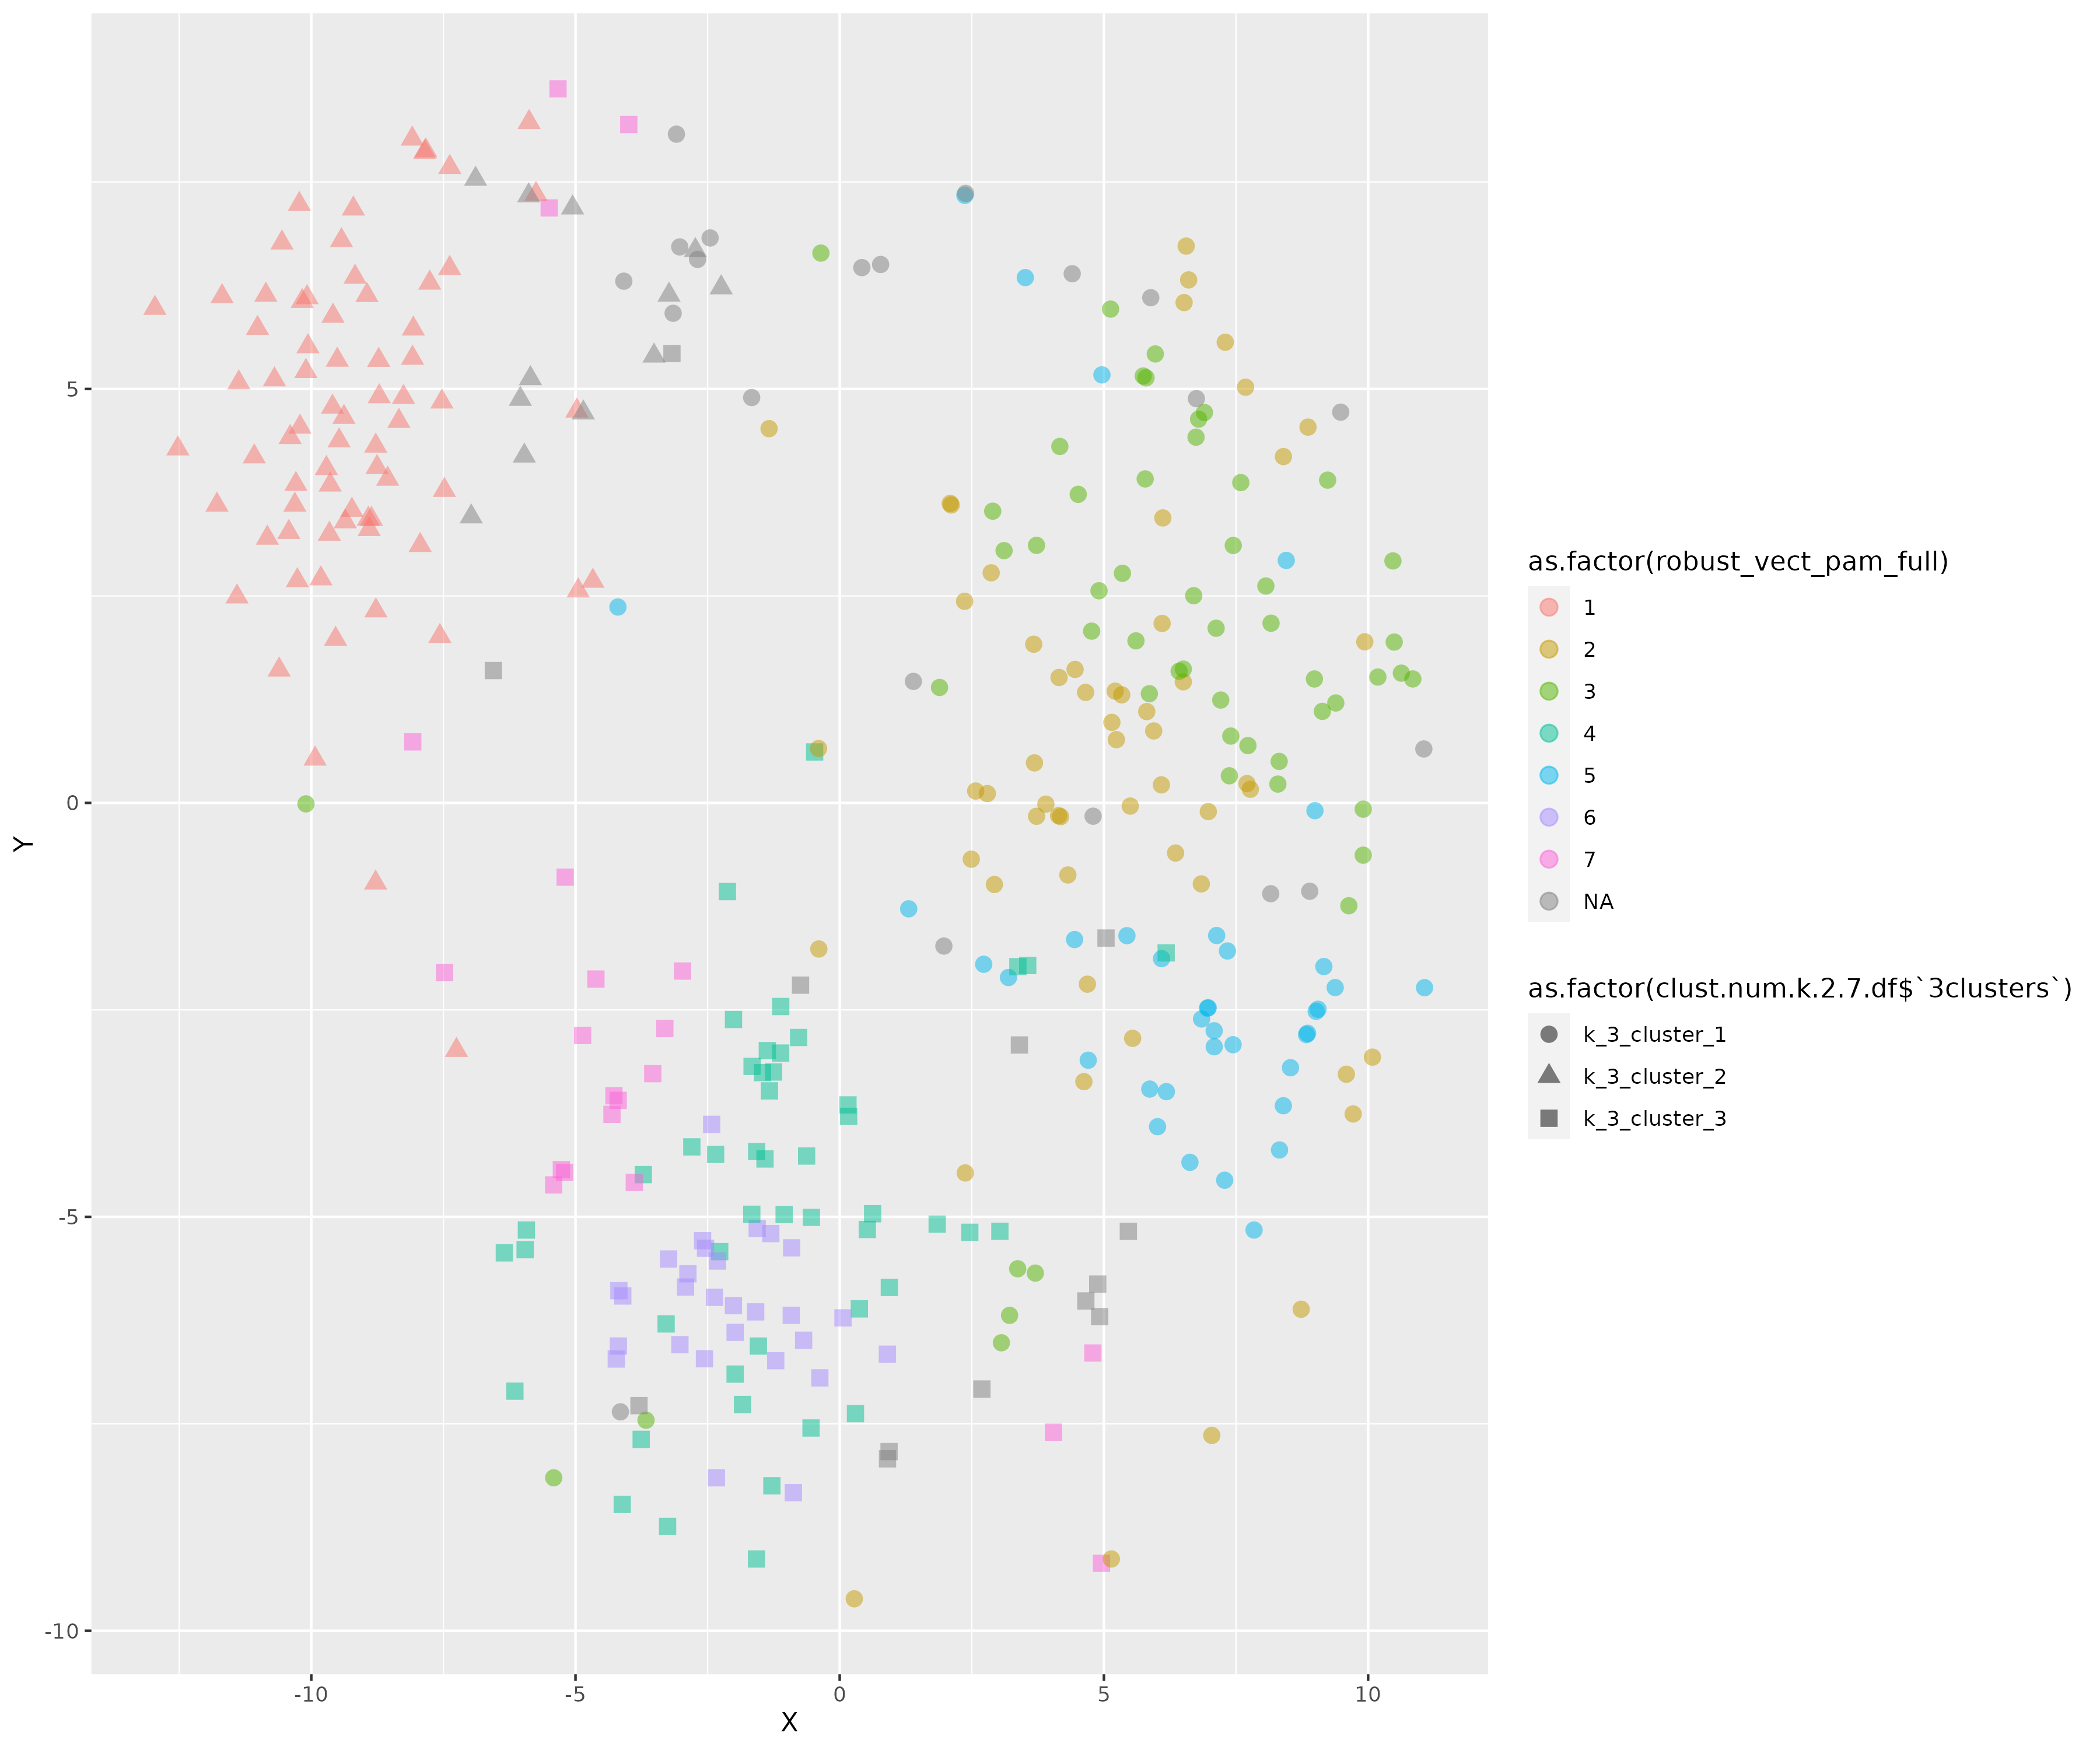 5
0
-5
-10
Y
-10
-5
0
5
10
X
as.factor(robust_vect_pam_full)
1
2
3
4
5
6
7
NA
as.factor(clust.num.k.2.7.df$`3clusters`)
k_3_cluster_1
k_3_cluster_2
k_3_cluster_3